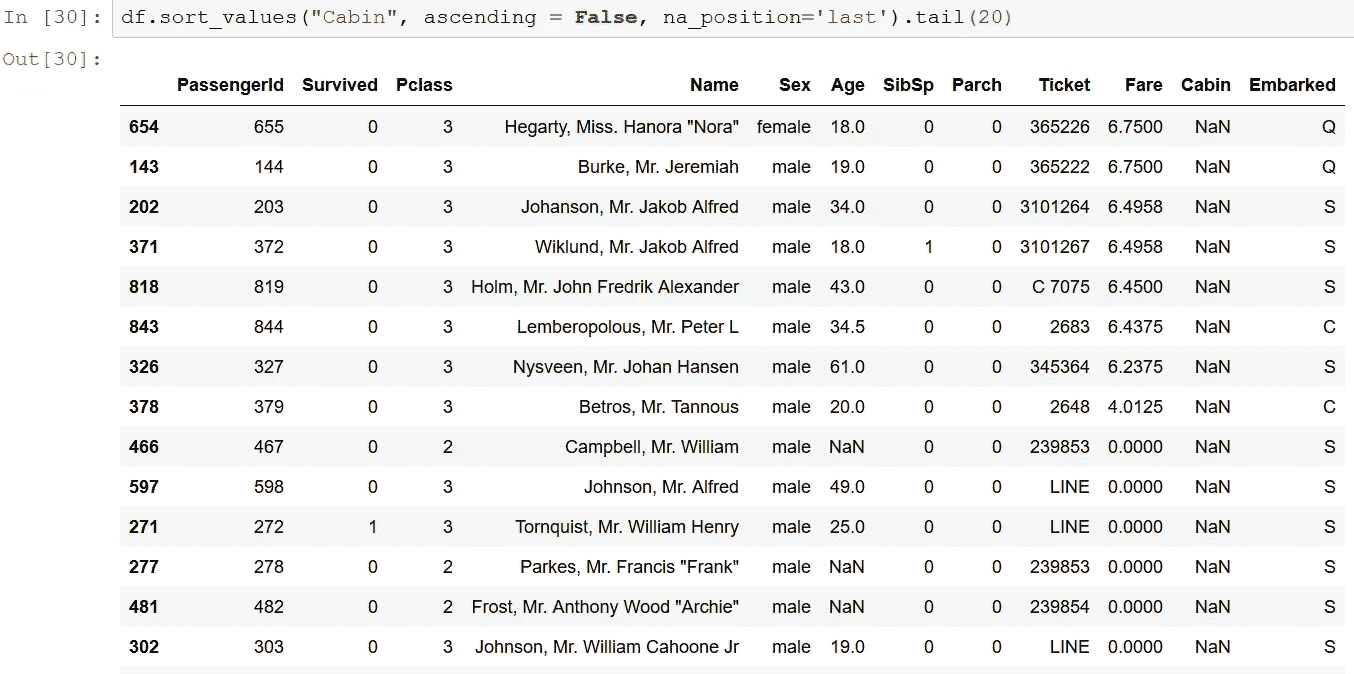 In [30]: df.sort_values("Cabin", ascending = False, na_position='last').tail(20)
Out[30]:
PassengerId Survived Pclass Name Sex Age SibSp Parch Ticket Fare Cabin Embarked
654 655 0 3 Hegarty, Miss. Hanora "Nora" female 18.0 0 0 365226 6.7500 NaN Q
143 144 0 3 Burke, Mr. Jeremiah male 19.0 0 0 365222 6.7500 NaN Q
202 203 0 3 Johanson, Mr. Jakob Alfred male 34.0 0 0 3101264 6.4958 NaN S
371 372 0 3 Wiklund, Mr. Jakob Alfred male 18.0 1 0 3101267 6.4958 NaN S
818 819 0 3 Holm, Mr. John Fredrik Alexander male 43.0 0 0 C 7075 6.4500 NaN S
843 844 0 3 Lemberopolous, Mr. Peter L male 34.5 0 0 2683 6.4375 NaN C
326 327 0 3 Nysveen, Mr. Johan Hansen male 61.0 0 0 345364 6.2375 NaN S
378 379 0 3 Betros, Mr. Tannous male 20.0 0 0 2648 4.0125 NaN C
466 467 0 2 Campbell, Mr. William male NaN 0 0 239853 0.0000 NaN S
597 598 0 3 Johnson, Mr. Alfred male 49.0 0 0 LINE 0.0000 NaN S
271 272 1 3 Tornquist, Mr. William Henry male 25.0 0 0 LINE 0.0000 NaN S
277 278 0 2 Parkes, Mr. Francis "Frank" male NaN 0 0 239853 0.0000 NaN S
481 482 0 2 Frost, Mr. Anthony Wood "Archie" male NaN 0 0 239854 0.0000 NaN S
302 303 0 3 Johnson, Mr. William Cahoone Jr male 19.0 0 0 LINE 0.0000 NaN S